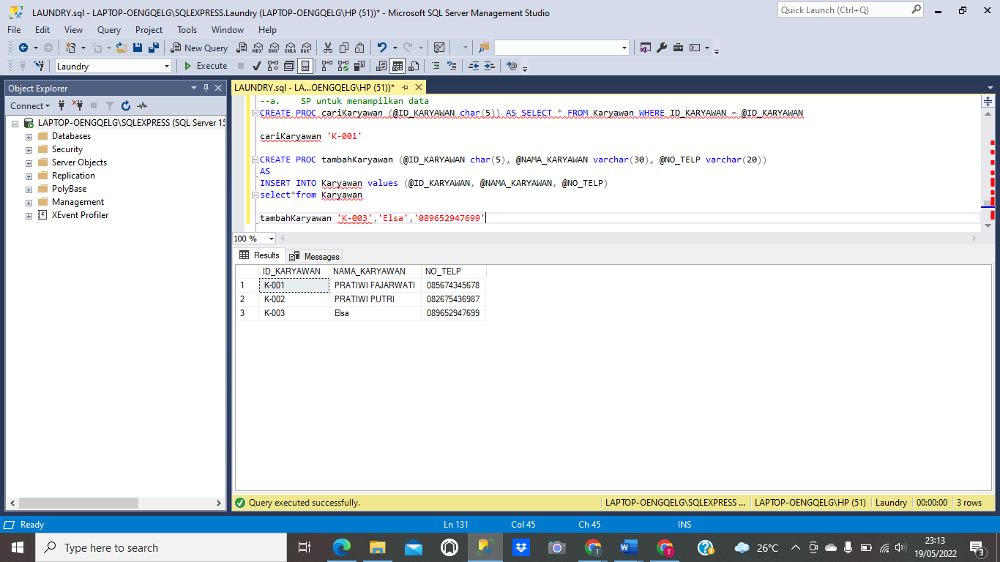 LAUNDRY.sql - LAPTOP-OENGQELG\SQLEXPRESS.Laundry (LAPTOP-OENGQELG\HP (51))* - Microsoft SQL Server Management Studio
Quick Launch (Ctrl+Q)
File Edit View Query Project Tools Window Help
New Query MDX DMX XMLA DAX
Laundry Execute
Object Explorer
Connect
LAPTOP-OENGQELG\SQLEXPRESS (SQL Server 15
Databases
Security
Server Objects
Replication
PolyBase
Management
XEvent Profiler
LAUNDRY.sql - LA...OENGQELG\HP (51))*
--a. SP untuk menampilkan data
CREATE PROC cariKaryawan (@ID_KARYAWAN char(5)) AS SELECT * FROM Karyawan WHERE ID_KARYAWAN = @ID_KARYAWAN
cariKaryawan 'K-001'
CREATE PROC tambahKaryawan (@ID_KARYAWAN char(5), @NAMA_KARYAWAN varchar(30), @NO_TELP varchar(20))
AS
INSERT INTO Karyawan values (@ID_KARYAWAN, @NAMA_KARYAWAN, @NO_TELP)
select*from Karyawan
tambahKaryawan 'K-003','Elsa','089652947699'
100 %
Results Messages
ID_KARYAWAN NAMA_KARYAWAN NO_TELP
1 K-001 PRATIWI FAJARWATI 085674345678
2 K-002 PRATIWI PUTRI 082675436987
3 K-003 Elsa 089652947699
Query executed successfully. LAPTOP-OENGQELG\SQLEXPRESS ... LAPTOP-OENGQELG\HP (51) Laundry 00:00:00 3 rows
Ready Ln 131 Col 45 Ch 45 INS
Type here to search
26°C
23:13
19/05/2022
3